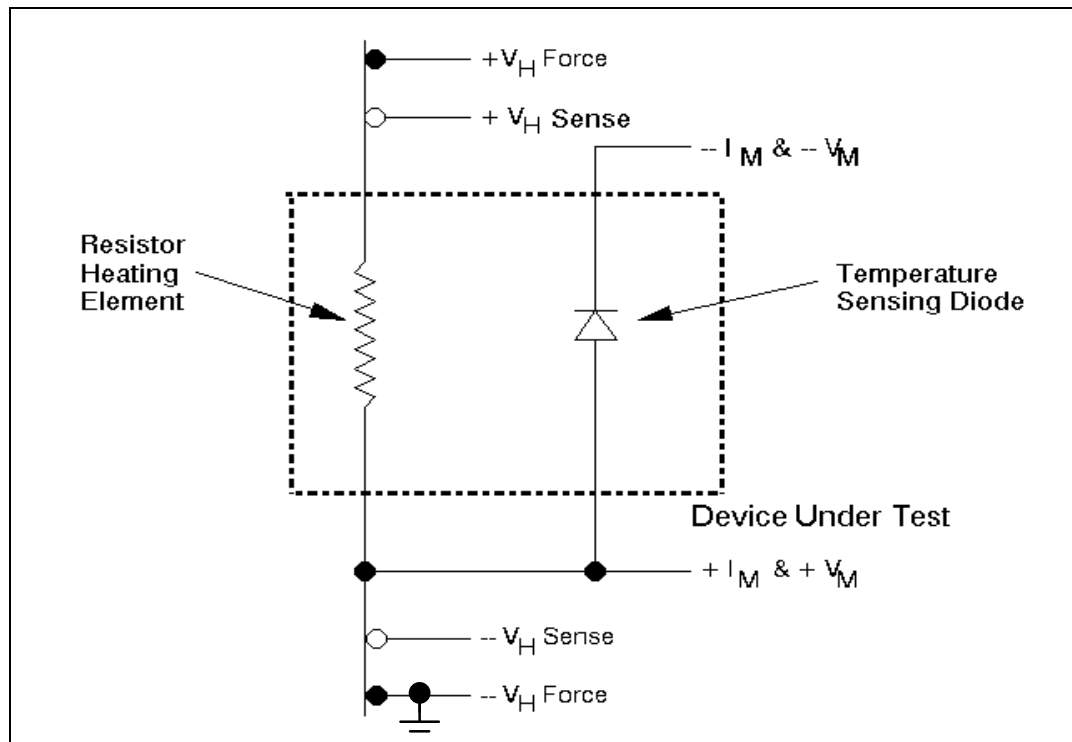 +VH Force
+ VH Sense
-- IM & -- VM
Resistor
Heating
Element
Temperature
Sensing Diode
Device Under Test
+ IM & + VM
-- VH Sense
-- VH Force